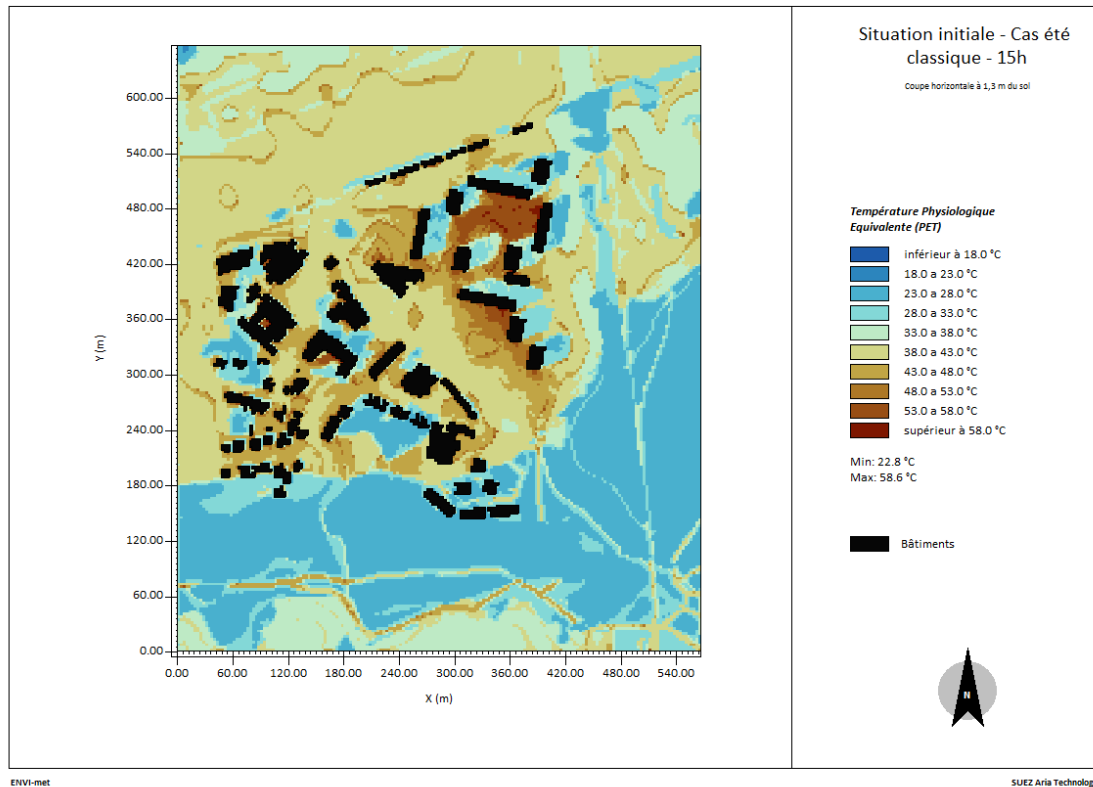 Situation initiale - Cas été
classique - 15h
Coupe horizontale à 1,3 m du sol
600.00
540.00
480.00
420.00
360.00
300.00
240.00
180.00
120.00
60.00
0.00
Y (m)
0.00 60.00 120.00 180.00 240.00 300.00 360.00 420.00 480.00 540.00
X (m)
Température Physiologique
Equivalente (PET)
inférieur à 18.0 °C
18.0 a 23.0 °C
23.0 a 28.0 °C
28.0 a 33.0 °C
33.0 a 38.0 °C
38.0 a 43.0 °C
43.0 a 48.0 °C
48.0 a 53.0 °C
53.0 a 58.0 °C
supérieur à 58.0 °C
Min: 22.8 °C
Max: 58.6 °C
Bâtiments
N
ENVI-met
SUEZ Aria Technolog